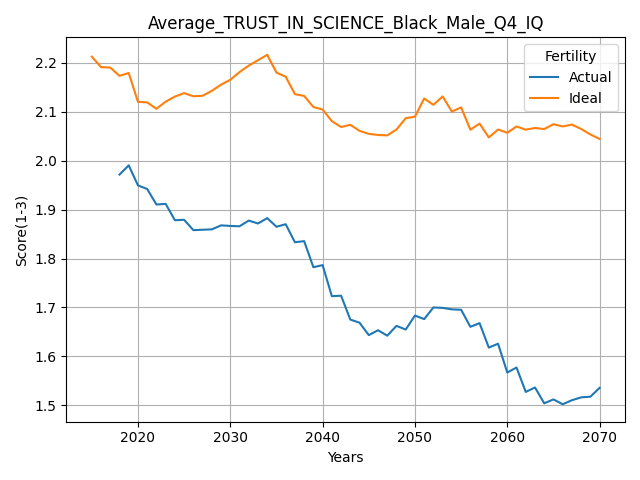 Average_TRUST_IN_SCIENCE_Black_Male_Q4_IQ
Fertility
Actual
Ideal
Score(1-3)
2.2
2.1
2.0
1.9
1.8
1.7
1.6
1.5
2020 2030 2040 2050 2060 2070
Years